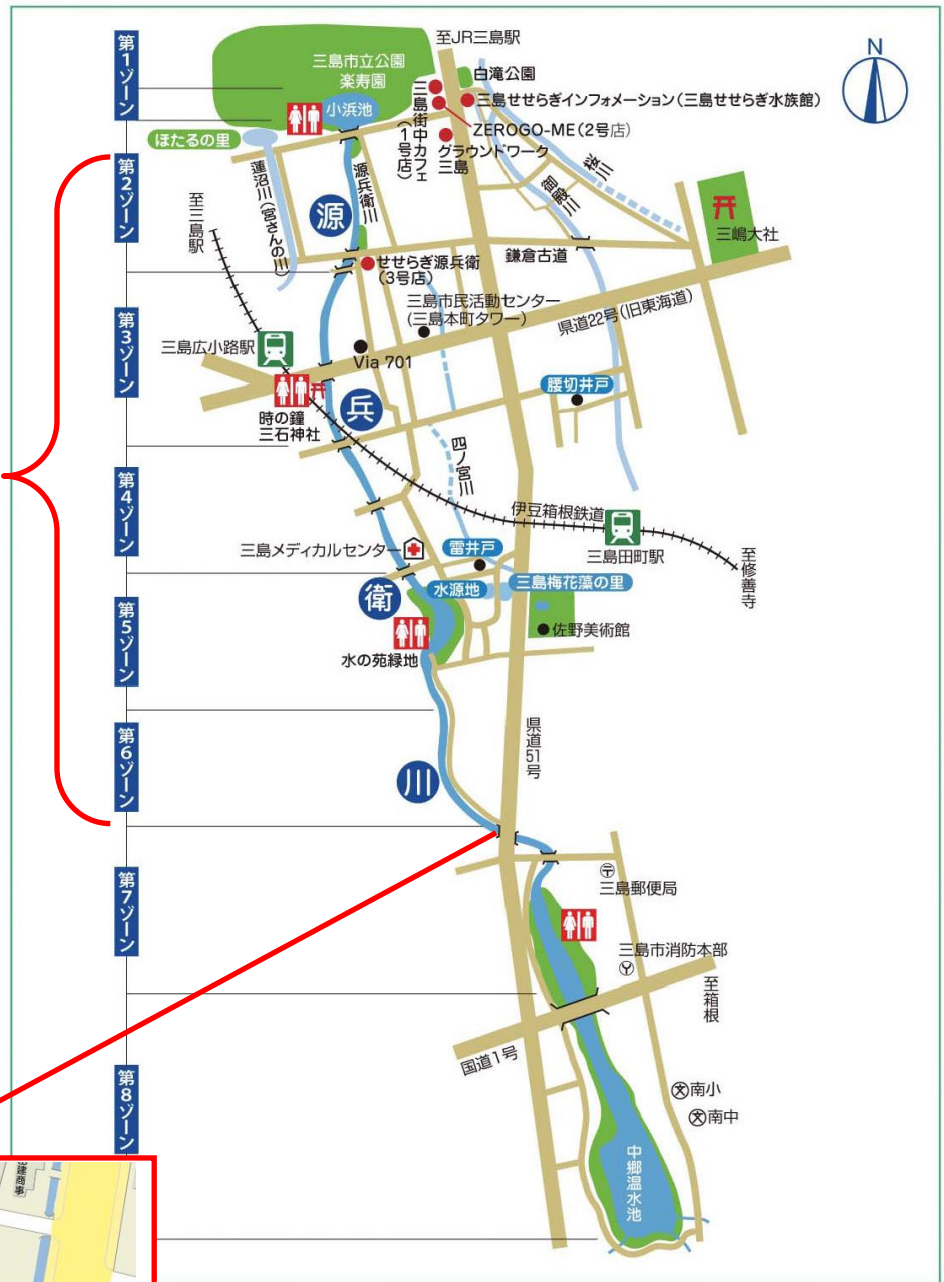 第1ゾーン
第2ゾーン
第3ゾーン
第4ゾーン
第5ゾーン
第6ゾーン
第7ゾーン
第8ゾーン
至JR三島駅
N
三島市立公園
楽寿園
白滝公園
小浜池
三島せせらぎインフォメーション(三島せせらぎ水族館)
三島街中カフェ
(1号店)
ZEROGO-ME(2号店)
グラウンドワーク
三島
ほたるの里
蓮沼川(宮さんの川)
源兵衛川
桜川
御殿川
源
三嶋大社
至三島駅
せせらぎ源兵衛
(3号店)
鎌倉古道
三島市民活動センター
(三島本町タワー)
県道22号(旧東海道)
三島広小路駅
Via 701
時の鐘
三石神社
兵
腰切井戸
四ノ宮川
伊豆箱根鉄道
三島田町駅
至修善寺
三島メディカルセンター
雷井戸
衛
水源地
三島梅花藻の里
佐野美術館
水の苑緑地
県道51号
川
三島郵便局
三島市消防本部
至箱根
国道1号
南小
南中
中郷温水池
建商事